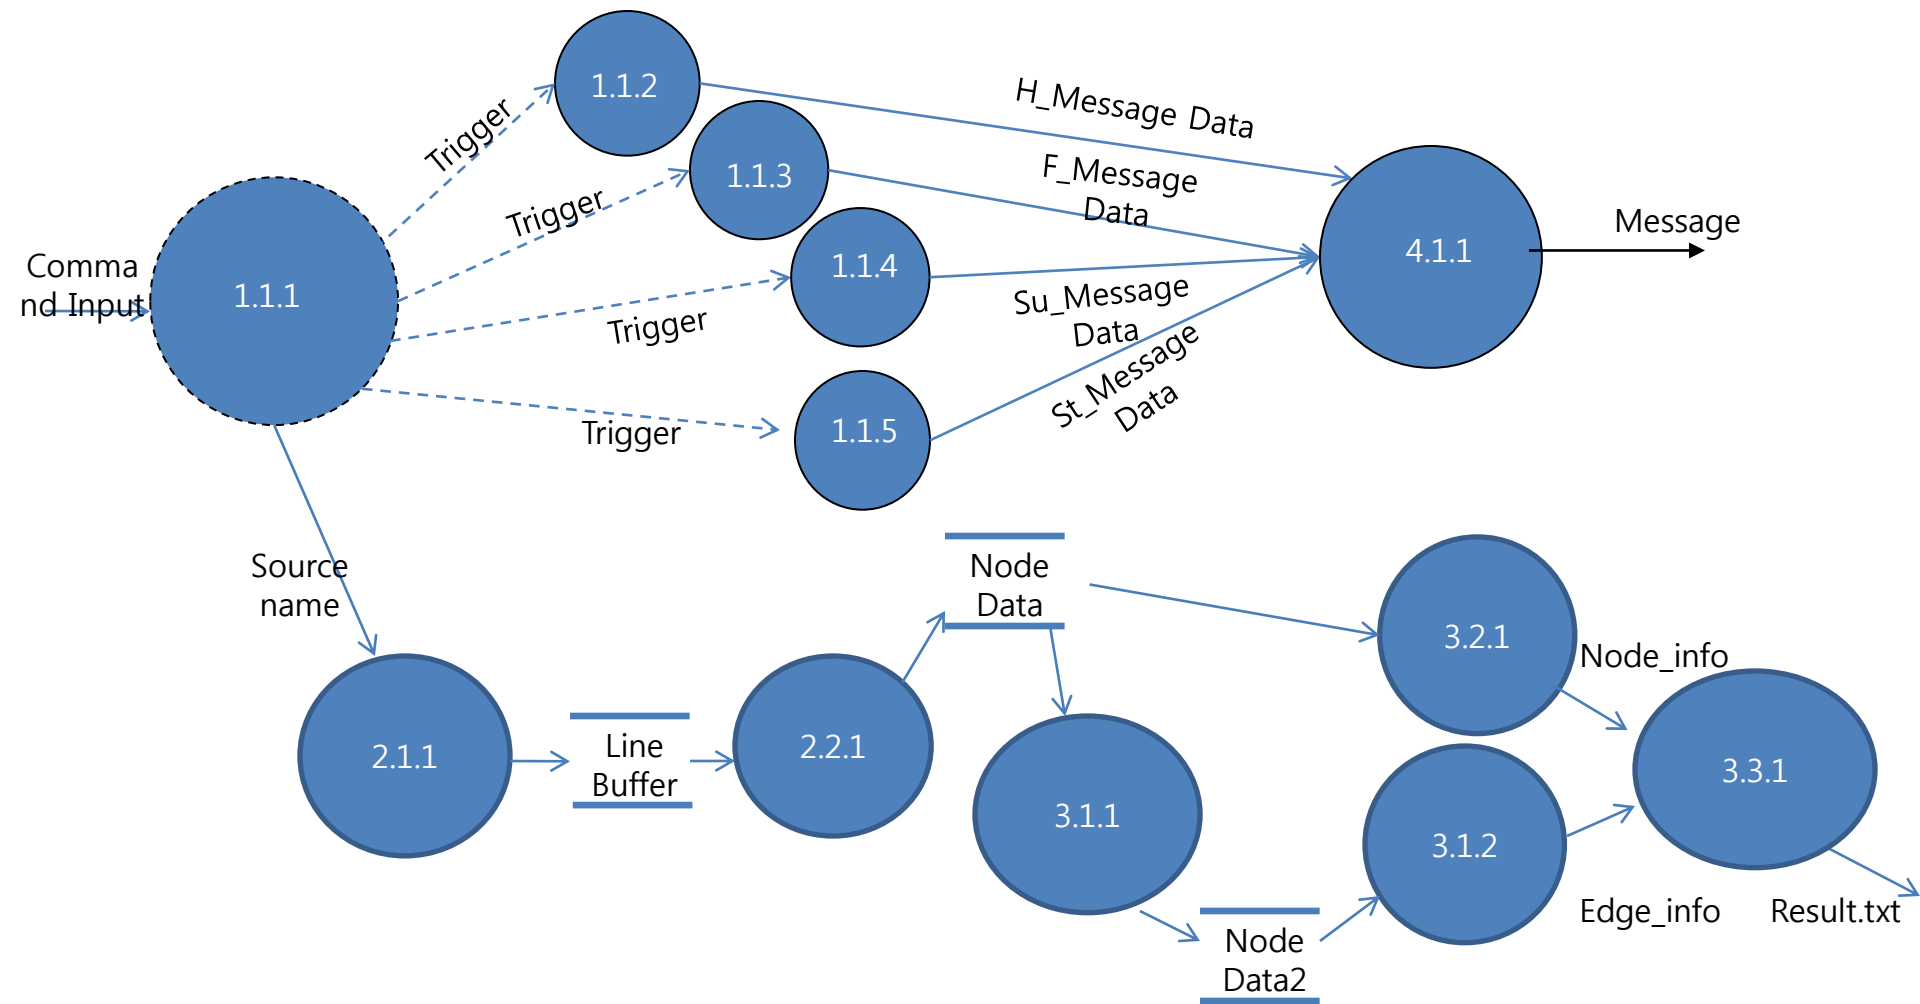 1.1.2
H_Message Data
Trigger
1.1.3
F_Message
Data
Trigger
Message
Comma
nd Input
1.1.1
1.1.4
4.1.1
Su_Message
Data
Trigger
St_Message
Data
Trigger
1.1.5
Source
name
Node
Data
3.2.1
Node_info
2.1.1
Line
Buffer
2.2.1
3.1.1
3.1.2
3.3.1
Edge_info
Result.txt
Node
Data2